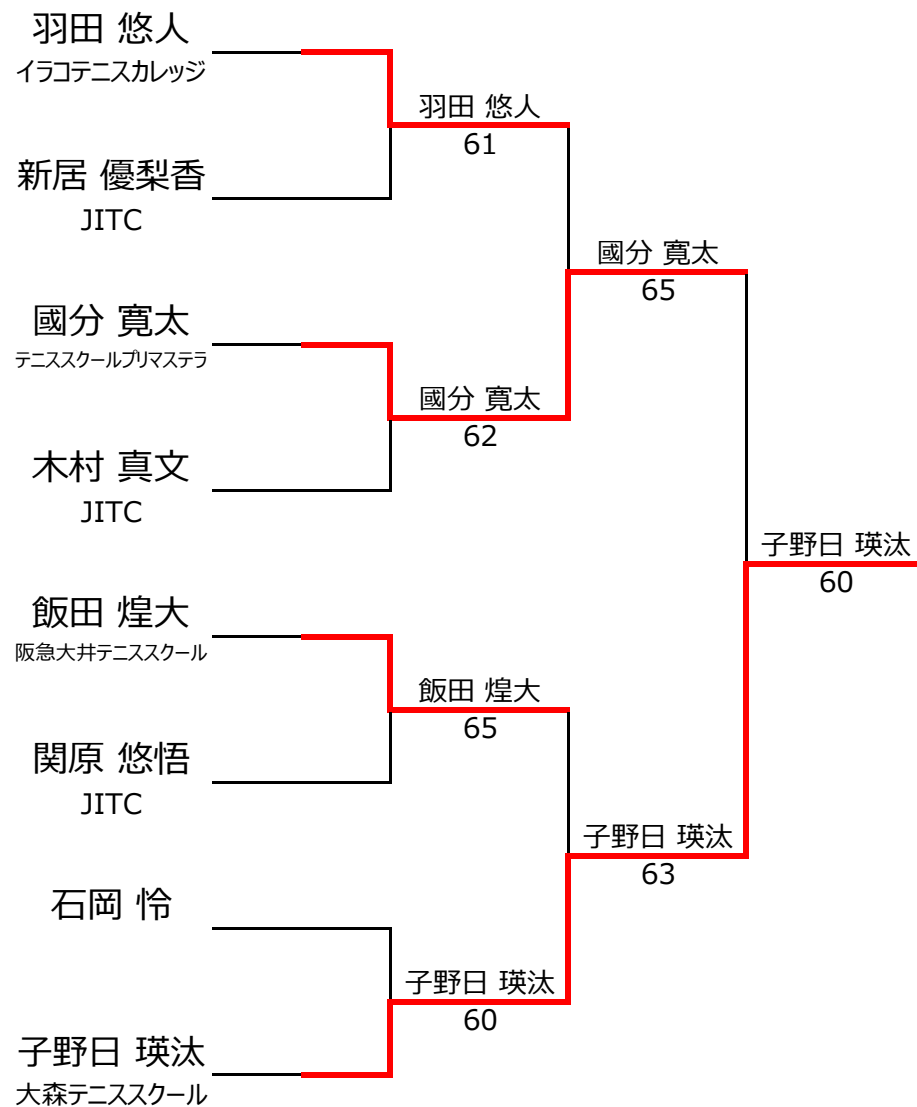 羽田 悠人
イラコテニスカレッジ
羽田 悠人
61
新居 優梨香
JITC
國分 寛太
65
國分 寛太
テニススクールプリマステラ
國分 寛太
62
木村 真文
JITC
子野日 瑛汰
60
飯田 煌大
阪急大井テニススクール
飯田 煌大
65
関原 悠悟
JITC
子野日 瑛汰
63
石岡 怜
子野日 瑛汰
60
子野日 瑛汰
大森テニススクール